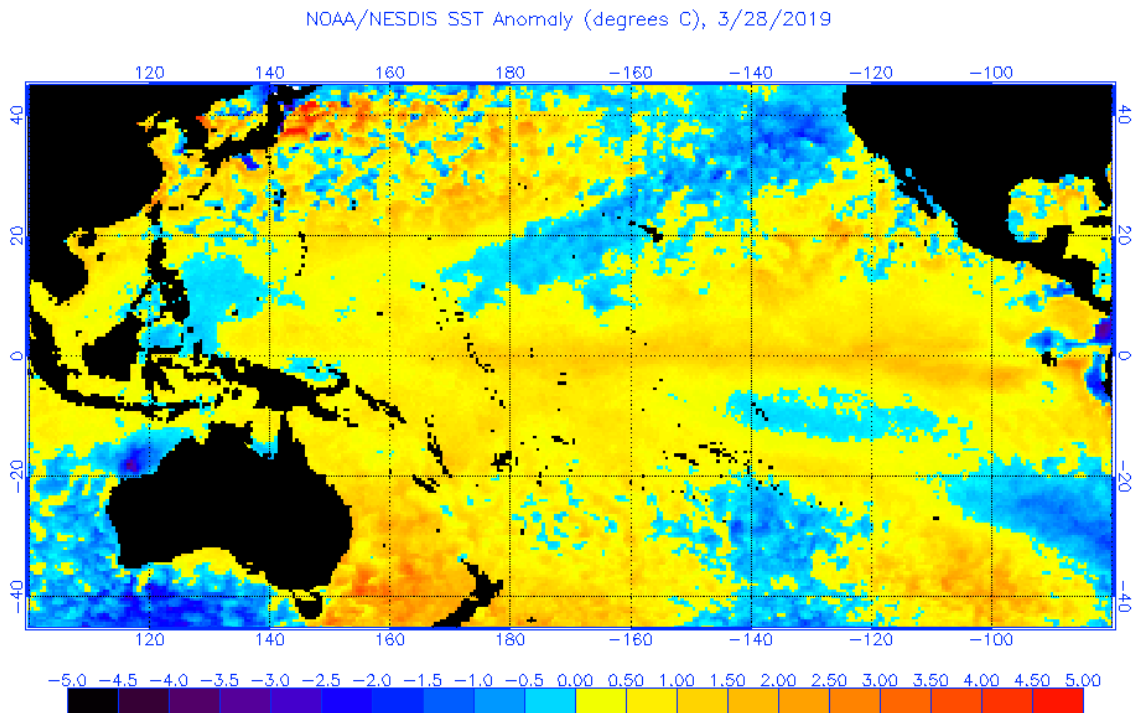 NOAA/NESDIS SST Anomaly (degrees C), 3/28/2019
120 140 160 180 −160 −140 −120 −100
40 40
20 20
0 0
−20 −20
−40 −40
120 140 160 180 −160 −140 −120 −100
−5.0 −4.5 −4.0 −3.5 −3.0 −2.5 −2.0 −1.5 −1.0 −0.5 0.00 0.50 1.00 1.50 2.00 2.50 3.00 3.50 4.00 4.50 5.00